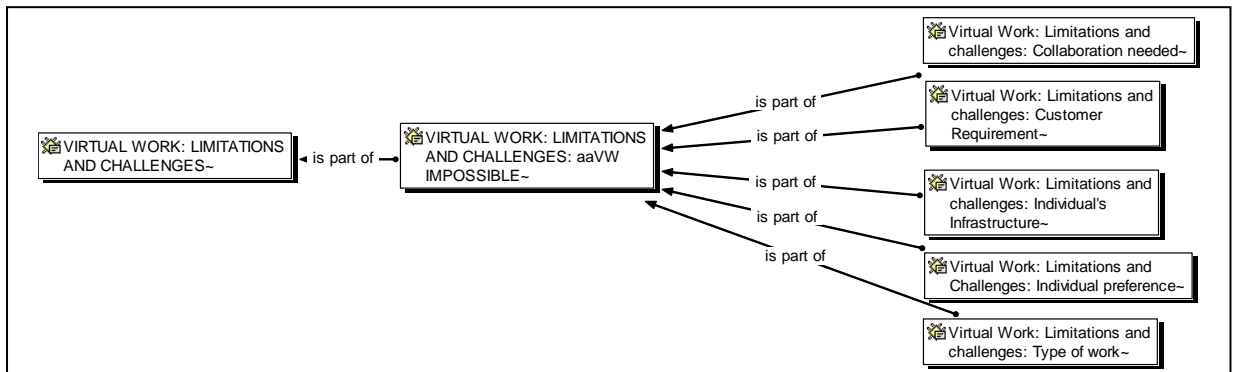 VIRTUAL WORK: LIMITATIONS
AND CHALLENGES~
is part of
VIRTUAL WORK: LIMITATIONS
AND CHALLENGES: aaVW
IMPOSSIBLE~
is part of
is part of
is part of
is part of
is part of
Virtual Work: Limitations and
challenges: Collaboration needed~
Virtual Work: Limitations and
challenges: Customer
Requirement~
Virtual Work: Limitations and
challenges: Individual's
Infrastructure~
Virtual Work: Limitations and
Challenges: Individual preference~
Virtual Work: Limitations and
challenges: Type of work~